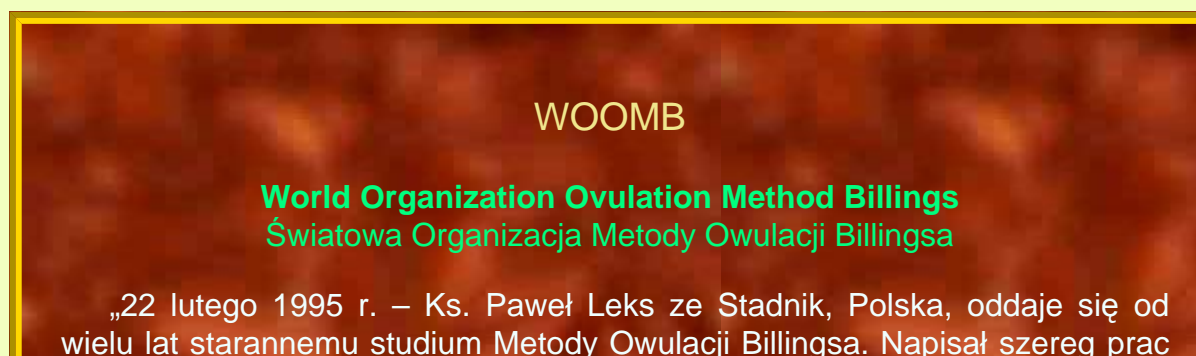 WOOMB
World Organization Ovulation Method Billings
Światowa Organizacja Metody Owulacji Billingsa
„22 lutego 1995 r. – Ks. Paweł Leks ze Stadnik, Polska, oddaje się od
wielu lat starannemu studium Metody Owulacji Billingsa. Napisał szereg prac